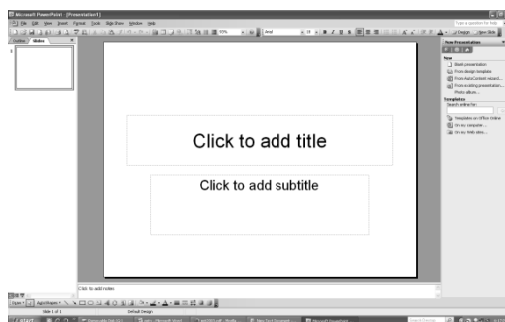 Microsoft PowerPoint - [Presentation1]
File Edit View Insert Format Tools Slide Show Window Help
Type a question for help
Arial
Design New Slide
Outline Slides
New Presentation
Click to add title
Click to add subtitle
New
Blank presentation
From design template
From AutoContent wizard...
From existing presentation...
Photo album...
Templates
Search online for:
Templates on Office Online
On my computer...
On my Web sites...
Click to add notes
Draw AutoShapes
Slide 1 of 1 Default Design
start
Microsoft PowerPoint